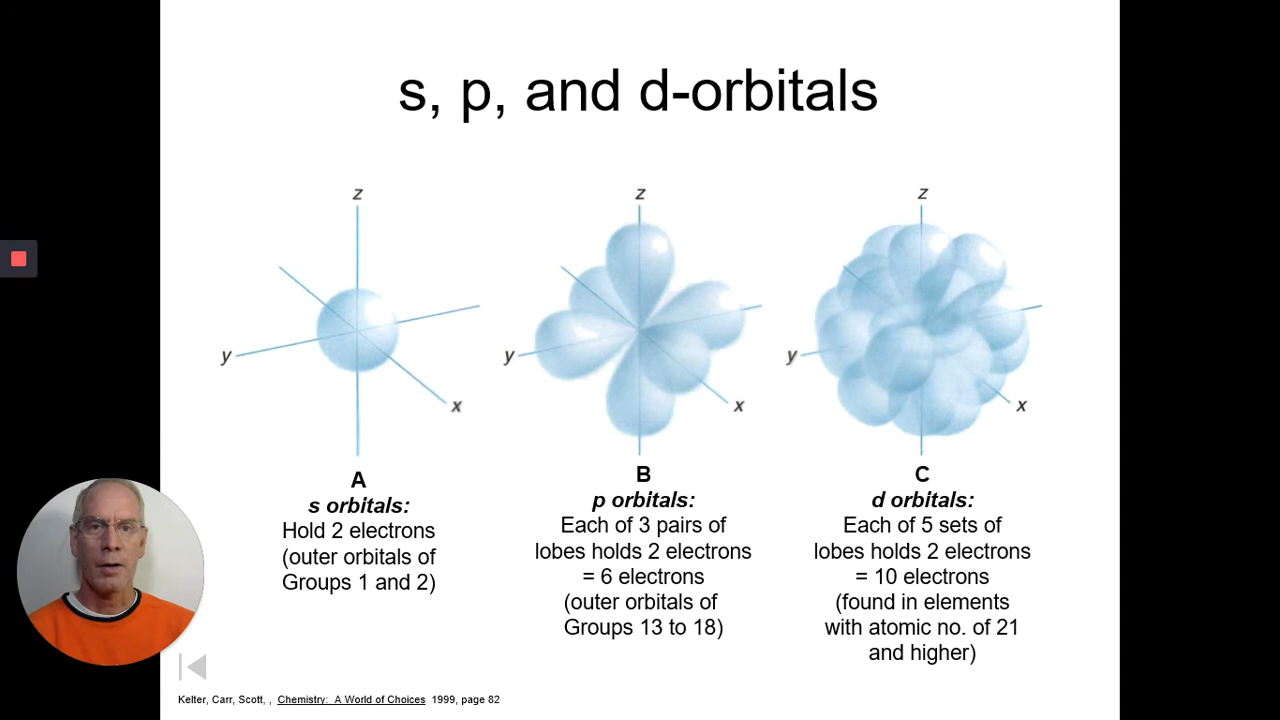 s, p, and d-orbitals
z
y
x
z
y
x
z
y
x
A
s orbitals:
Hold 2 electrons
(outer orbitals of
Groups 1 and 2)
B
p orbitals:
Each of 3 pairs of
lobes holds 2 electrons
= 6 electrons
(outer orbitals of
Groups 13 to 18)
C
d orbitals:
Each of 5 sets of
lobes holds 2 electrons
= 10 electrons
(found in elements
with atomic no. of 21
and higher)
Kelter, Carr, Scott, , Chemistry: A World of Choices 1999, page 82